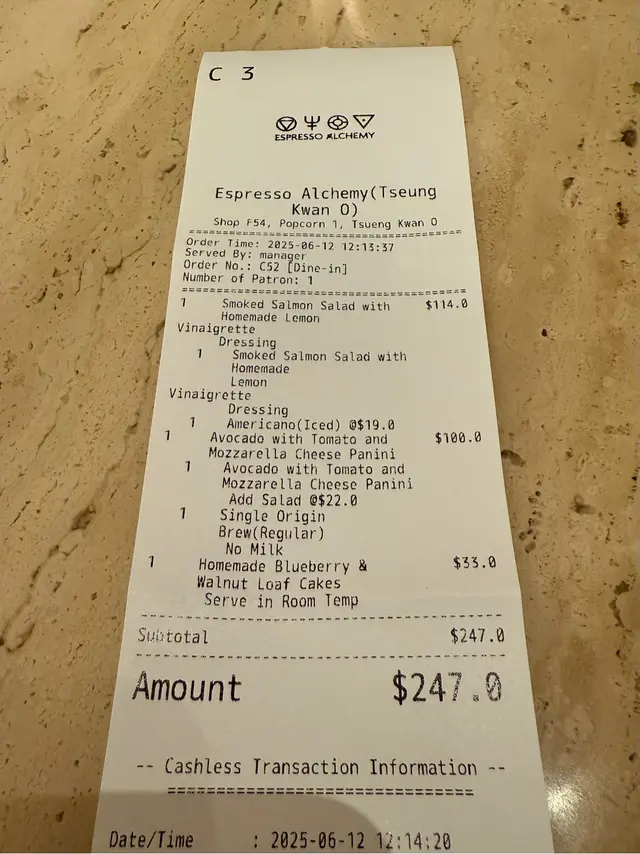 C 3
ESPRESSO ALCHEMY
Espresso Alchemy(Tseung
Kwan O)
Shop F54, Popcorn 1, Tsueng Kwan O
==================================================
Order Time: 2025-06-12 12:13:37
Served By: manager
Order No.: C52 [Dine-in]
Number of Patron: 1
==================================================
1 Smoked Salmon Salad with $114.0
Homemade Lemon
Vinaigrette
Dressing
1 Smoked Salmon Salad with
Homemade
Lemon
Vinaigrette
Dressing
1 Americano(Iced) @$19.0
1 Avocado with Tomato and $100.0
Mozzarella Cheese Panini
1 Avocado with Tomato and
Mozzarella Cheese Panini
Add Salad @$22.0
1 Single Origin
Brew(Regular)
No Milk
1 Homemade Blueberry & $33.0
Walnut Loaf Cakes
Serve in Room Temp
--------------------------------------------------
Subtotal $247.0
--------------------------------------------------
Amount $247.0
-- Cashless Transaction Information --
================================
Date/Time : 2025-06-12 12:14:20